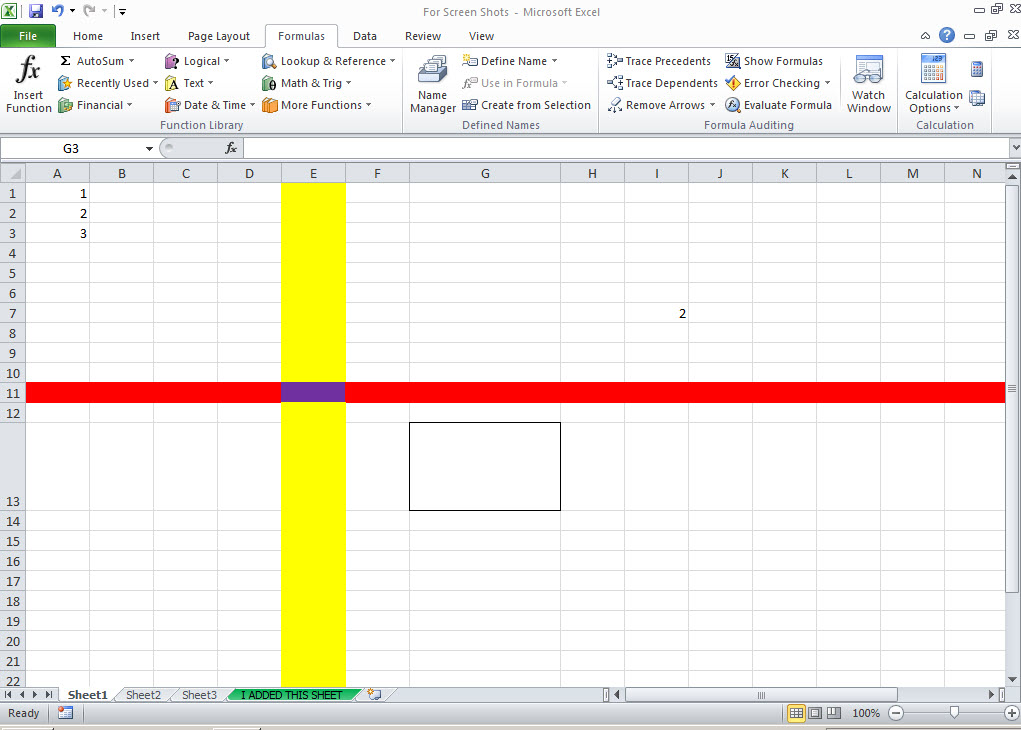 For Screen Shots - Microsoft Excel
File Home Insert Page Layout Formulas Data Review View
fx Σ AutoSum Logical Lookup & Reference Define Name Trace Precedents Show Formulas
Recently Used Text Math & Trig Use in Formula Trace Dependents Error Checking
Insert Function Financial Date & Time More Functions Name Manager Create from Selection Remove Arrows Evaluate Formula Watch Window Calculation Options
Function Library Defined Names Formula Auditing Calculation
G3 fx
A B C D E F G H I J K L M N
1 1
2 2
3 3
4
5
6
7 2
8
9
10
11
12
13
14
15
16
17
18
19
20
21
22
Sheet1 Sheet2 Sheet3 I ADDED THIS SHEET
Ready 100%